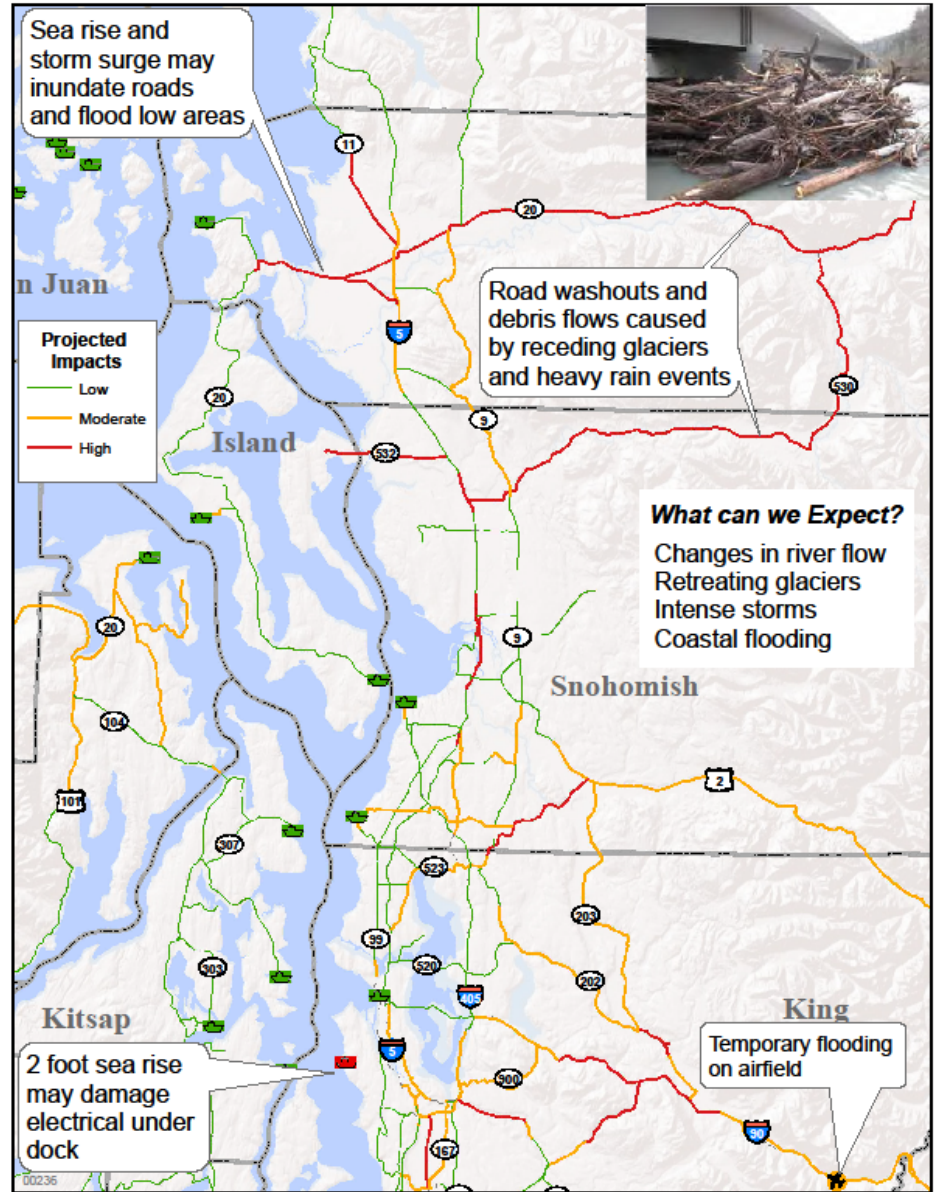 Sea rise and
storm surge may
inundate roads
and flood low areas
11
20
n Juan
Road washouts and
debris flows caused
by receding glaciers
and heavy rain events
5
Projected
Impacts
Low
Moderate
High
530
20
9
Island
532
What can we Expect?
Changes in river flow
Retreating glaciers
Intense storms
Coastal flooding
20
9
Snohomish
104
2
101
307
523
203
99
303
520
202
405
Kitsap
King
2 foot sea rise
may damage
electrical under
dock
5
Temporary flooding
on airfield
900
90
167
00236